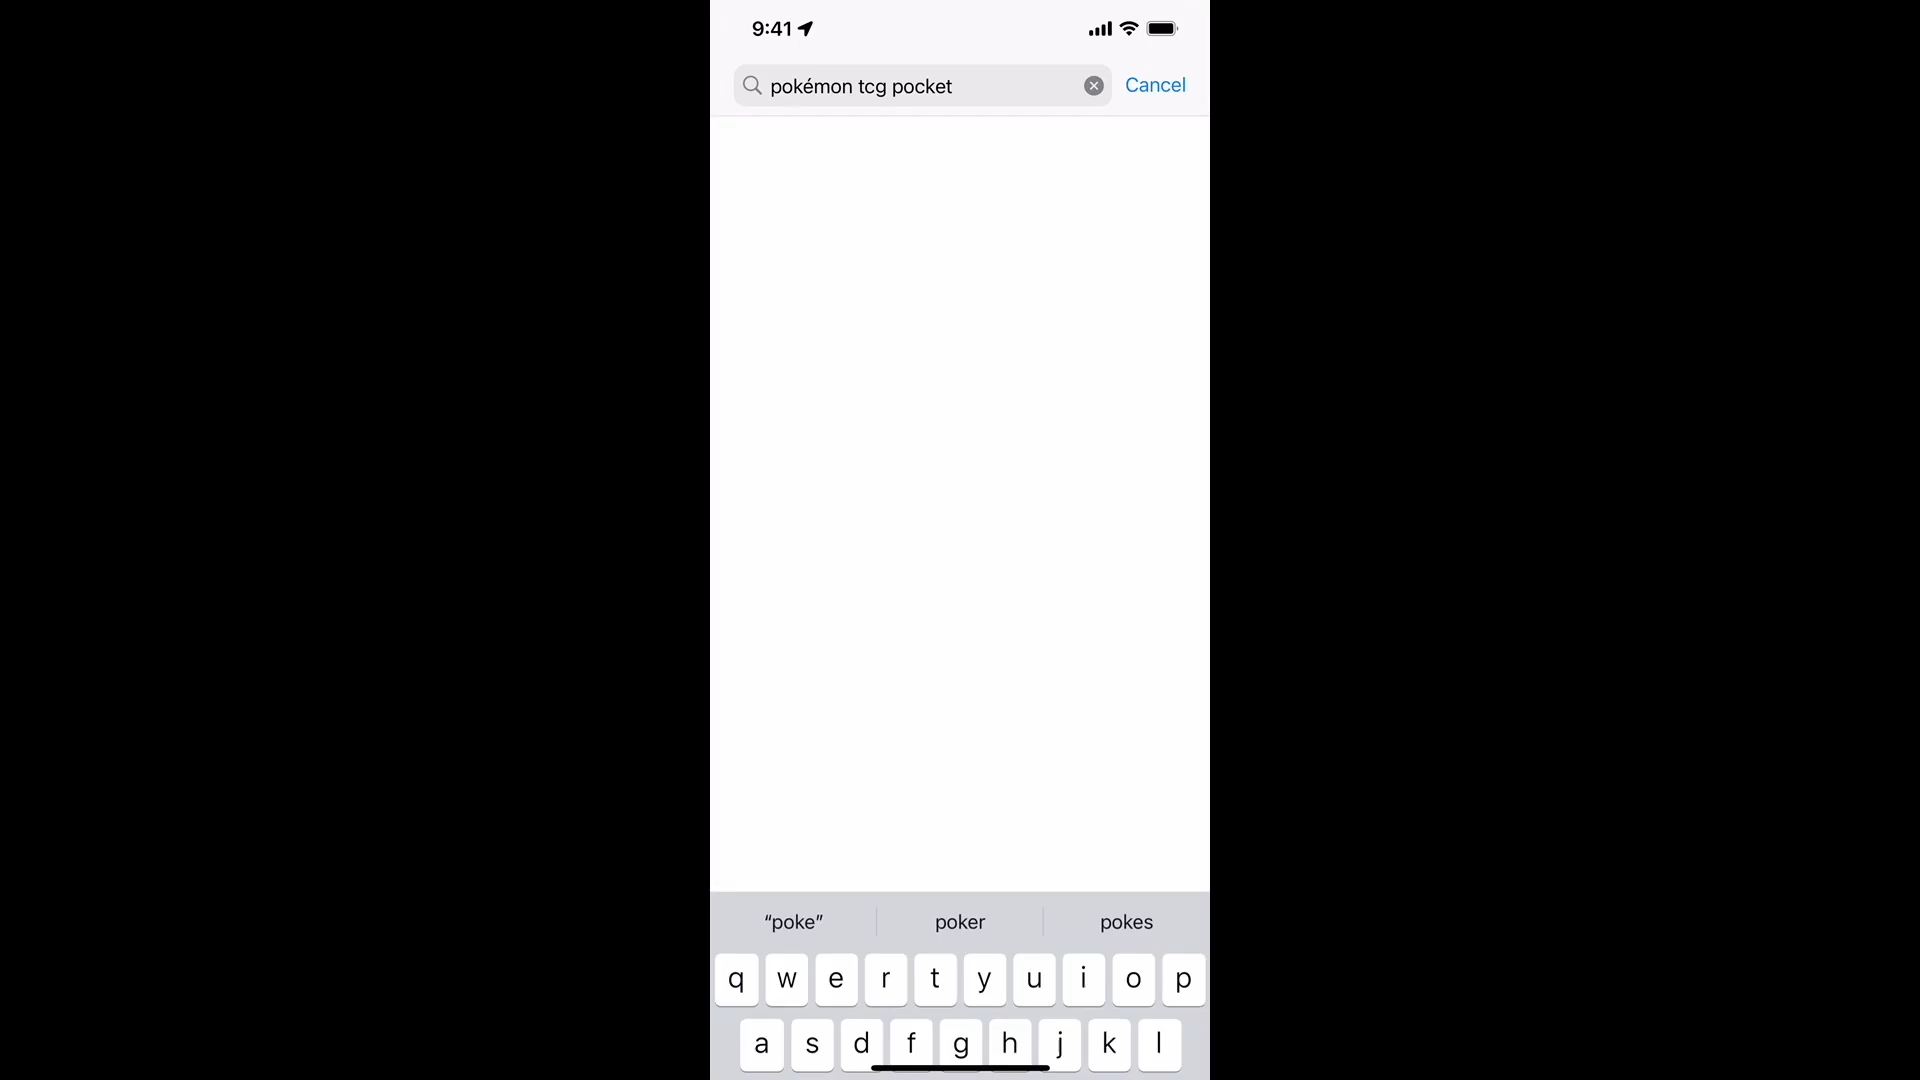 9:41
pokémon tcg pocket
Cancel
“poke” poker pokes
q w e r t y u i o p
a s d f g h j k l